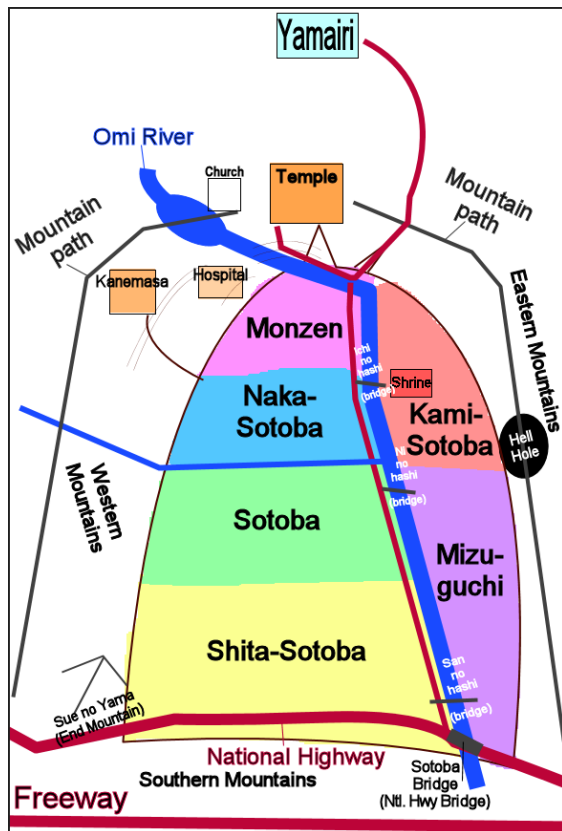 Yamairi
Omi River
Church
Temple
Mountain
path
Mountain
path
Kanemasa
Hospital
Eastern Mountains
Monzen
Ichi
no
hashi
(bridge)
Shrine
Naka-
Sotoba
Kami-
Sotoba
Hell
Hole
Ni
no
hashi
(bridge)
Western
Mountains
Sotoba
Mizu-
guchi
Shita-Sotoba
San
no
hashi
(bridge)
Sue no Yama
(End Mountain)
National Highway
Southern Mountains
Sotoba
Bridge
(Ntl. Hwy Bridge)
Freeway